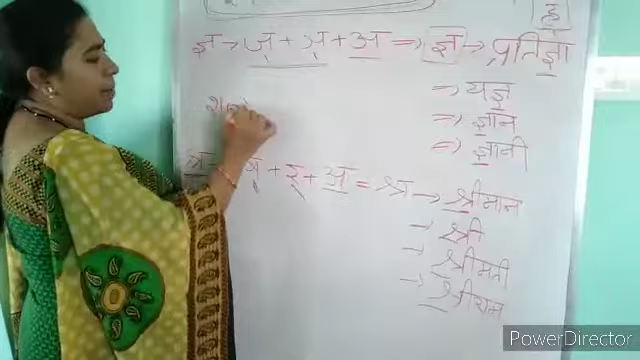 ह
ज्ञ → ज् + ञ् + अ ⇒ ज्ञ → प्रतिज्ञा
⇒ यज्ञ
⇒ ज्ञान
⇒ ज्ञानी
श्र → श् + र् + अ = श्र → श्रीमान
→ श्री
→ श्रीमती
→ श्रीराम
PowerDirector